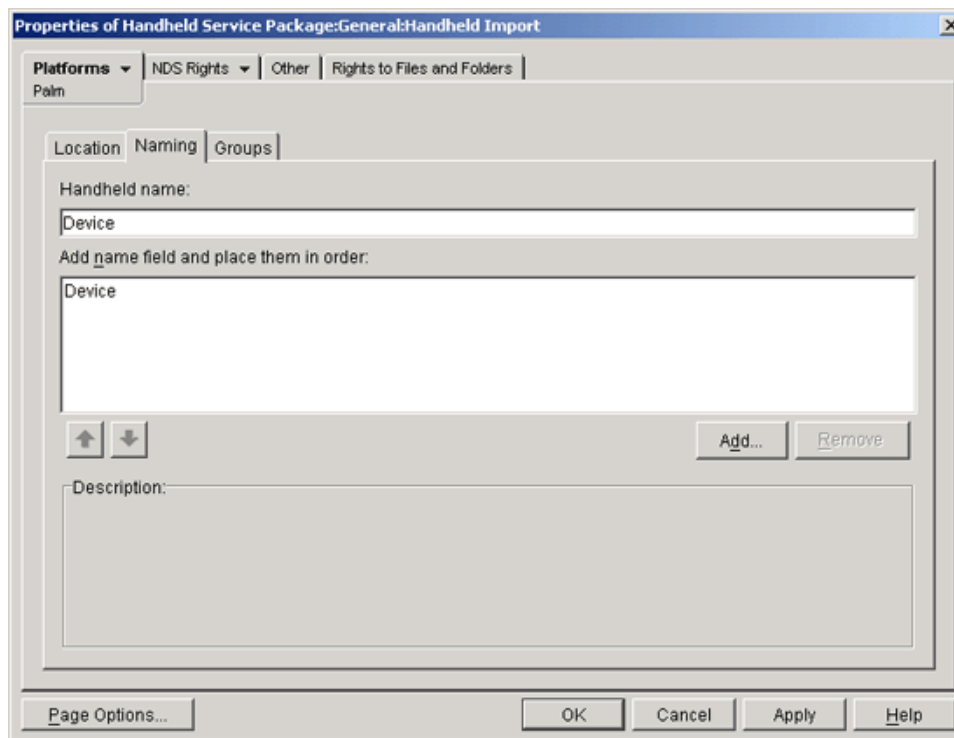 Properties of Handheld Service Package:General:Handheld Import
Platforms NDS Rights Other Rights to Files and Folders
Palm
Location Naming Groups
Handheld name:
Device
Add name field and place them in order:
Device
Add... Remove
Description:
Page Options... OK Cancel Apply Help